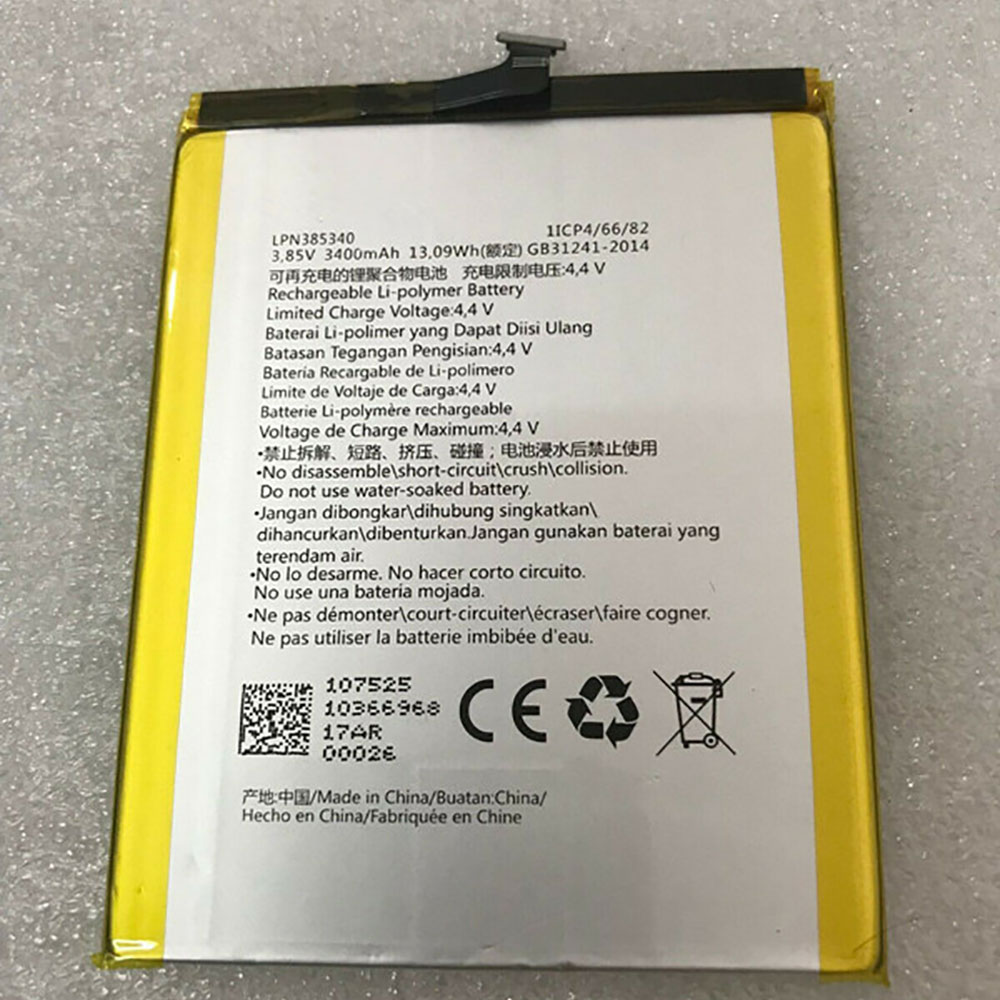 LPN385340 1ICP4/66/82
3,85V 3400mAh 13,09Wh(额定) GB31241-2014
可再充电的锂聚合物电池 充电限制电压:4,4 V
Rechargeable Li-polymer Battery
Limited Charge Voltage:4,4 V
Baterai Li-polimer yang Dapat Diisi Ulang
Batasan Tegangan Pengisian:4,4 V
Bateria Recargable de Li-polimero
Limite de Voltaje de Carga:4,4 V
Batterie Li-polymère rechargeable
Voltage de Charge Maximum:4,4 V
•禁止拆解、短路、挤压、碰撞；电池浸水后禁止使用
•No disassemble\short-circuit\crush\collision.
Do not use water-soaked battery.
•Jangan dibongkar\dihubung singkatkan\
dihancurkan\dibenturkan.Jangan gunakan baterai yang
terendam air.
•No lo desarme. No hacer corto circuito.
No use una bateria mojada.
•Ne pas démonter\court-circuiter\écraser\faire cogner.
Ne pas utiliser la batterie imbibée d'eau.
107525
10366968
17AR
00026
CE
产地:中国/Made in China/Buatan:China/
Hecho en China/Fabriquée en Chine